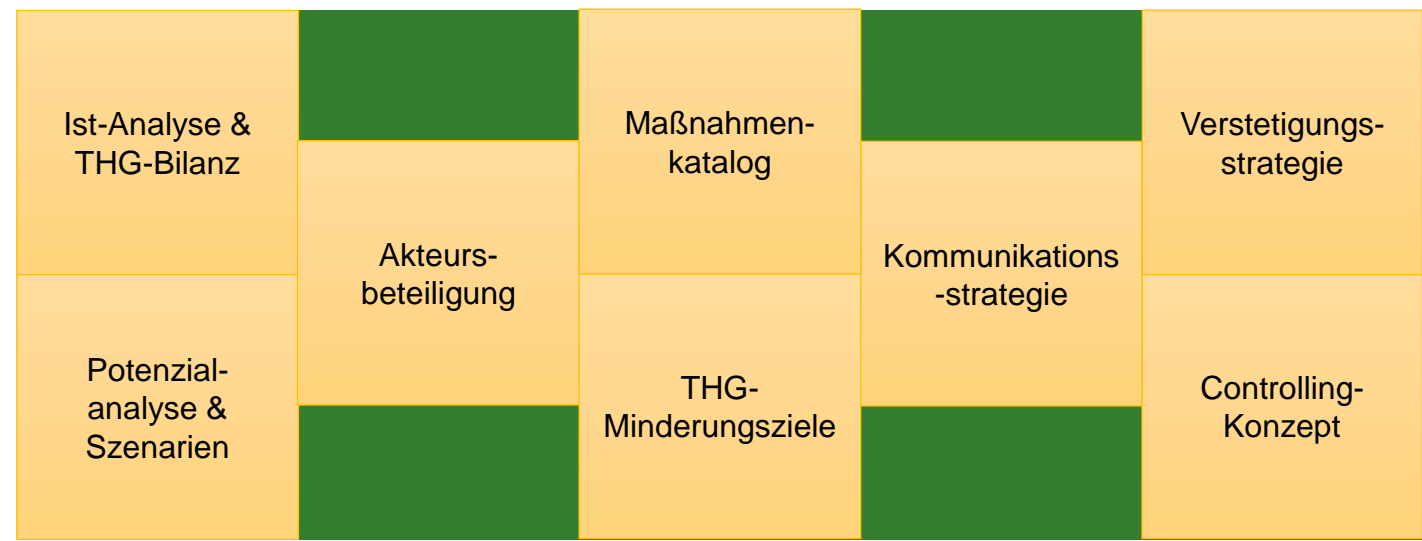 Ist-Analyse &
THG-Bilanz
Potenzial-
analyse &
Szenarien
Akteurs-
beteiligung
Maßnahmen-
katalog
THG-
Minderungsziele
Kommunikations
-strategie
Verstetigungs-
strategie
Controlling-
Konzept